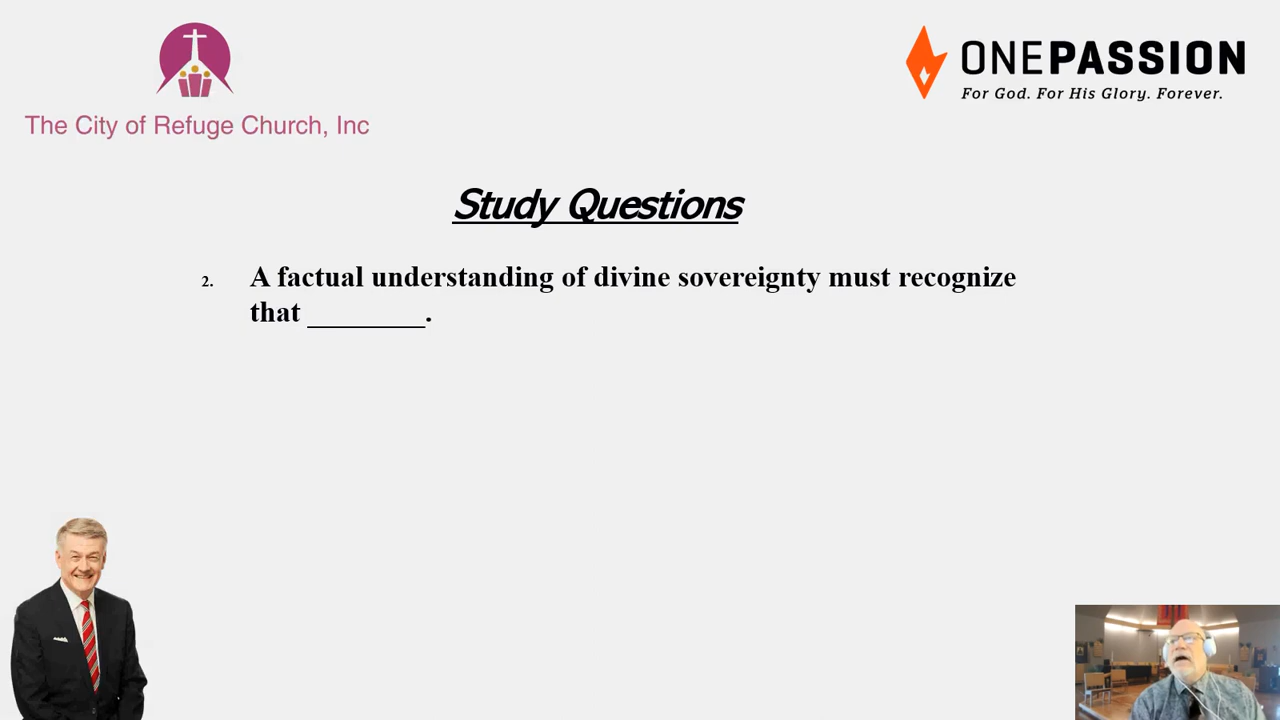 ONEPASSION
For God. For His Glory. Forever.
The City of Refuge Church, Inc
Study Questions
2. A factual understanding of divine sovereignty must recognize
that ________.